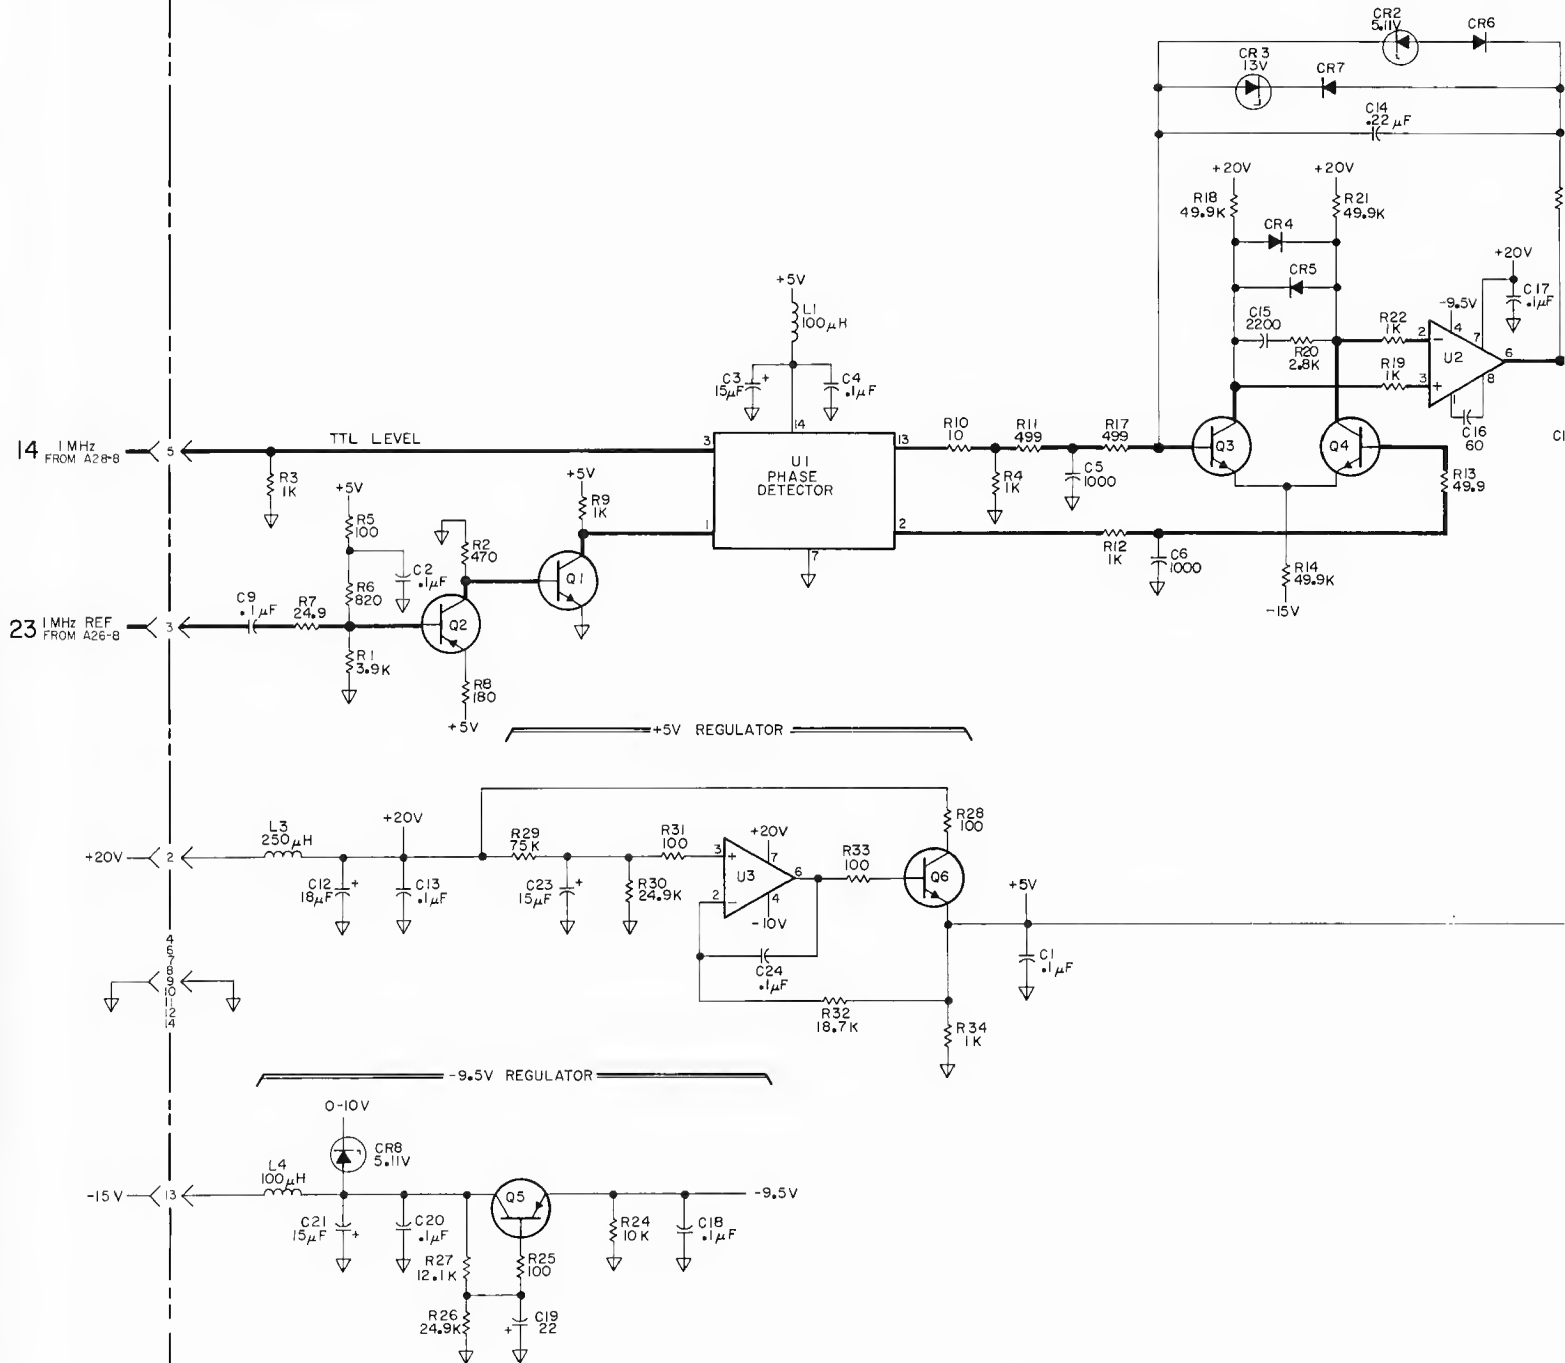 CR2
5.11V
CR6
CR3
13V
CR7
C14
.22µF
+20V
+20V
R18
49.9K
R21
49.9K
CR4
CR5
+20V
C17
.1µF
-9.5V
4
7
C15
2200
R20
2.8K
R22
1K
2
−
U2
6
R19
1K
3
+
8
1
C16
60
C1
+5V
L1
100µH
C3
15µF
+
C4
.1µF
14
14
1MHz
FROM A28-8
5
TTL LEVEL
3
U1
PHASE
DETECTOR
13
1
2
7
R10
10
R11
499
R17
499
R4
1K
C5
1000
Q3
Q4
R13
49.9
R12
1K
C6
1000
R14
49.9K
-15V
R3
1K
+5V
R5
100
R6
820
C2
.1µF
R2
470
+5V
R9
1K
Q1
23
1MHz REF
FROM A26-8
3
C9
.1µF
R7
24.9
R1
3.9K
Q2
R8
180
+5V
+5V REGULATOR
+20V
2
L3
250µH
+20V
C12
18µF
+
C13
.1µF
R29
75K
C23
15µF
+
R30
24.9K
R31
100
3
+
+20V
7
U3
6
2
−
4
-10V
C24
.1µF
R33
100
R28
100
Q6
+5V
C1
.1µF
R32
18.7K
R34
1K
4
6
7
8
9
10
11
12
14
-9.5V REGULATOR
0-10V
CR8
5.11V
-15V
13
L4
100µH
C21
15µF
+
C20
.1µF
R27
12.1K
Q5
R25
100
R26
24.9K
+
C19
22
R24
10K
C18
.1µF
-9.5V